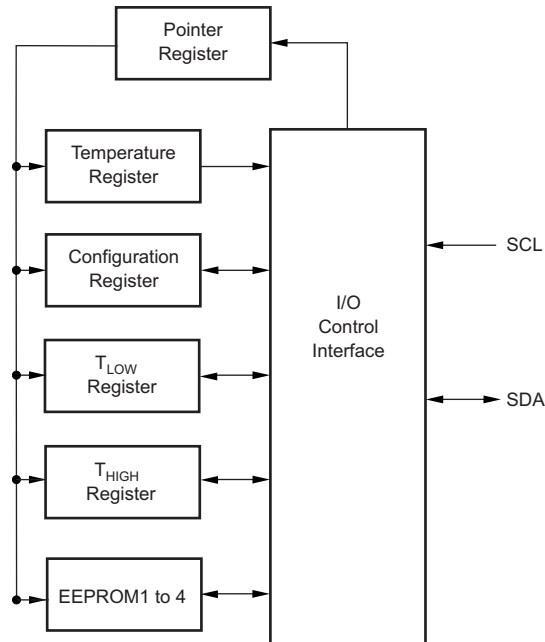 Pointer
Register
Temperature
Register
Configuration
Register
SCL
I/O
Control
Interface
TLOW
Register
SDA
THIGH
Register
EEPROM1 to 4